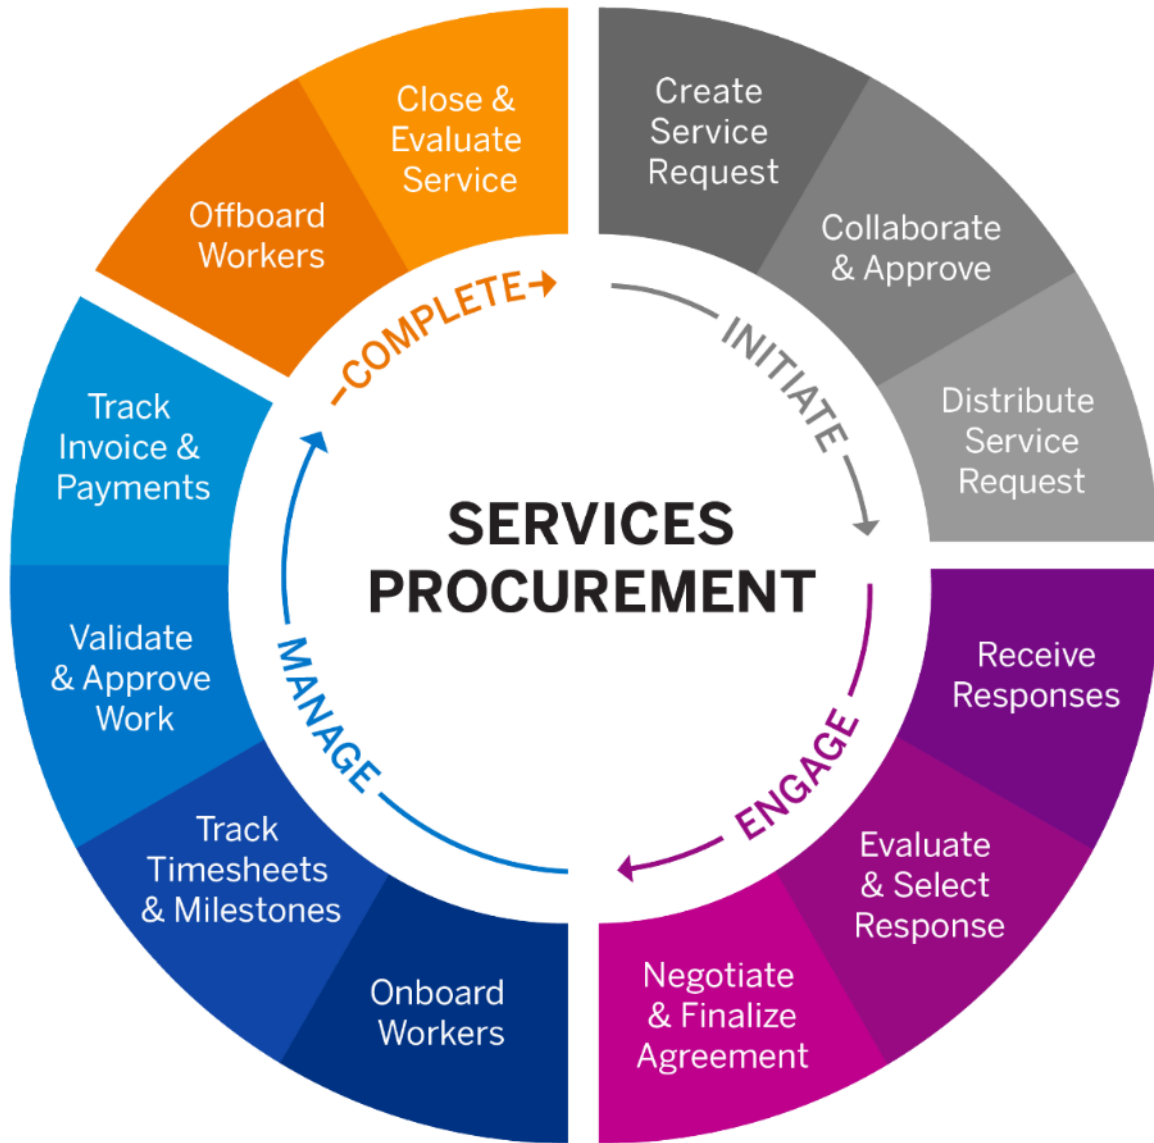 SERVICES
PROCUREMENT
INITIATE
Create
Service
Request
Collaborate
& Approve
Distribute
Service
Request
ENGAGE
Receive
Responses
Evaluate
& Select
Response
Negotiate
& Finalize
Agreement
MANAGE
Onboard
Workers
Track
Timesheets
& Milestones
Validate
& Approve
Work
Track
Invoice &
Payments
COMPLETE
Offboard
Workers
Close &
Evaluate
Service